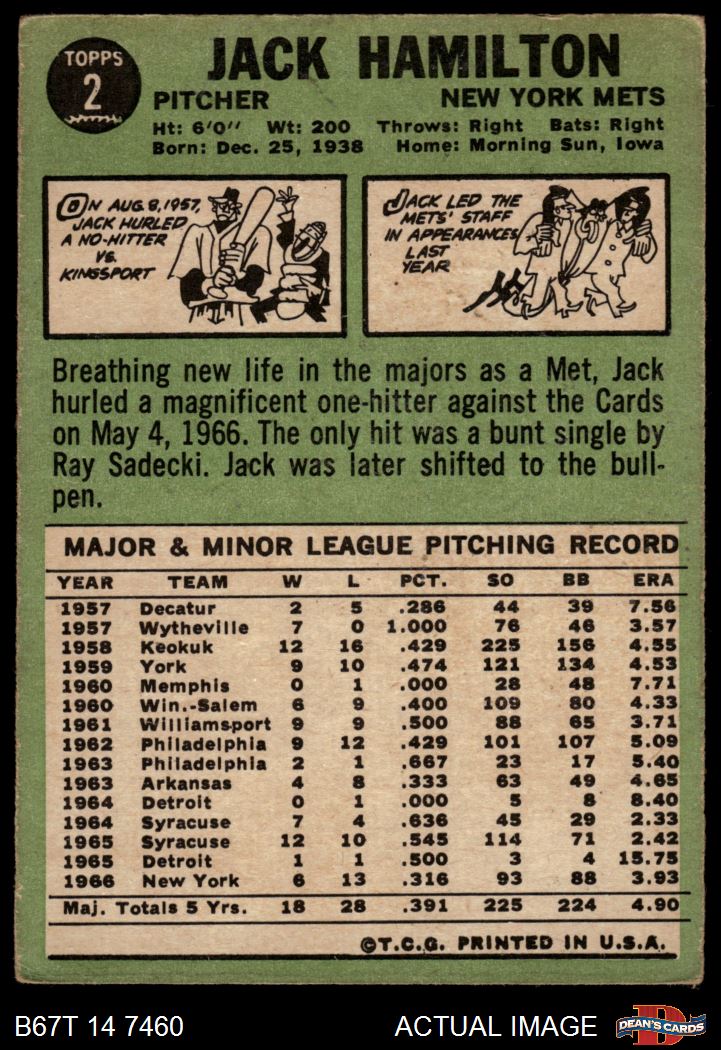 TOPPS
2
JACK HAMILTON
PITCHER NEW YORK METS
Ht: 6'0" Wt: 200 Throws: Right Bats: Right
Born: Dec. 25, 1938 Home: Morning Sun, Iowa
ON AUG. 8, 1957,
JACK HURLED
A NO-HITTER
VS.
KINGSPORT
JACK LED THE
METS' STAFF
IN APPEARANCES
LAST
YEAR
Breathing new life in the majors as a Met, Jack
hurled a magnificent one-hitter against the Cards
on May 4, 1966. The only hit was a bunt single by
Ray Sadecki. Jack was later shifted to the bull-
pen.
MAJOR & MINOR LEAGUE PITCHING RECORD
YEAR TEAM W L PCT. SO BB ERA
1957 Decatur 2 5 .286 44 39 7.56
1957 Wytheville 7 0 1.000 76 46 3.57
1958 Keokuk 12 16 .429 225 156 4.55
1959 York 9 10 .474 121 134 4.53
1960 Memphis 0 1 .000 28 48 7.71
1960 Win.-Salem 6 9 .400 109 80 4.33
1961 Williamsport 9 9 .500 88 65 3.71
1962 Philadelphia 9 12 .429 101 107 5.09
1963 Philadelphia 2 1 .667 23 17 5.40
1963 Arkansas 4 8 .333 63 49 4.65
1964 Detroit 0 1 .000 5 8 8.40
1964 Syracuse 7 4 .636 45 29 2.33
1965 Syracuse 12 10 .545 114 71 2.42
1965 Detroit 1 1 .500 3 4 15.75
1966 New York 6 13 .316 93 88 3.93
Maj. Totals 5 Yrs. 18 28 .391 225 224 4.90
©T.C.G. PRINTED IN U.S.A.
B67T 14 7460 ACTUAL IMAGE D DEAN'S CARDS